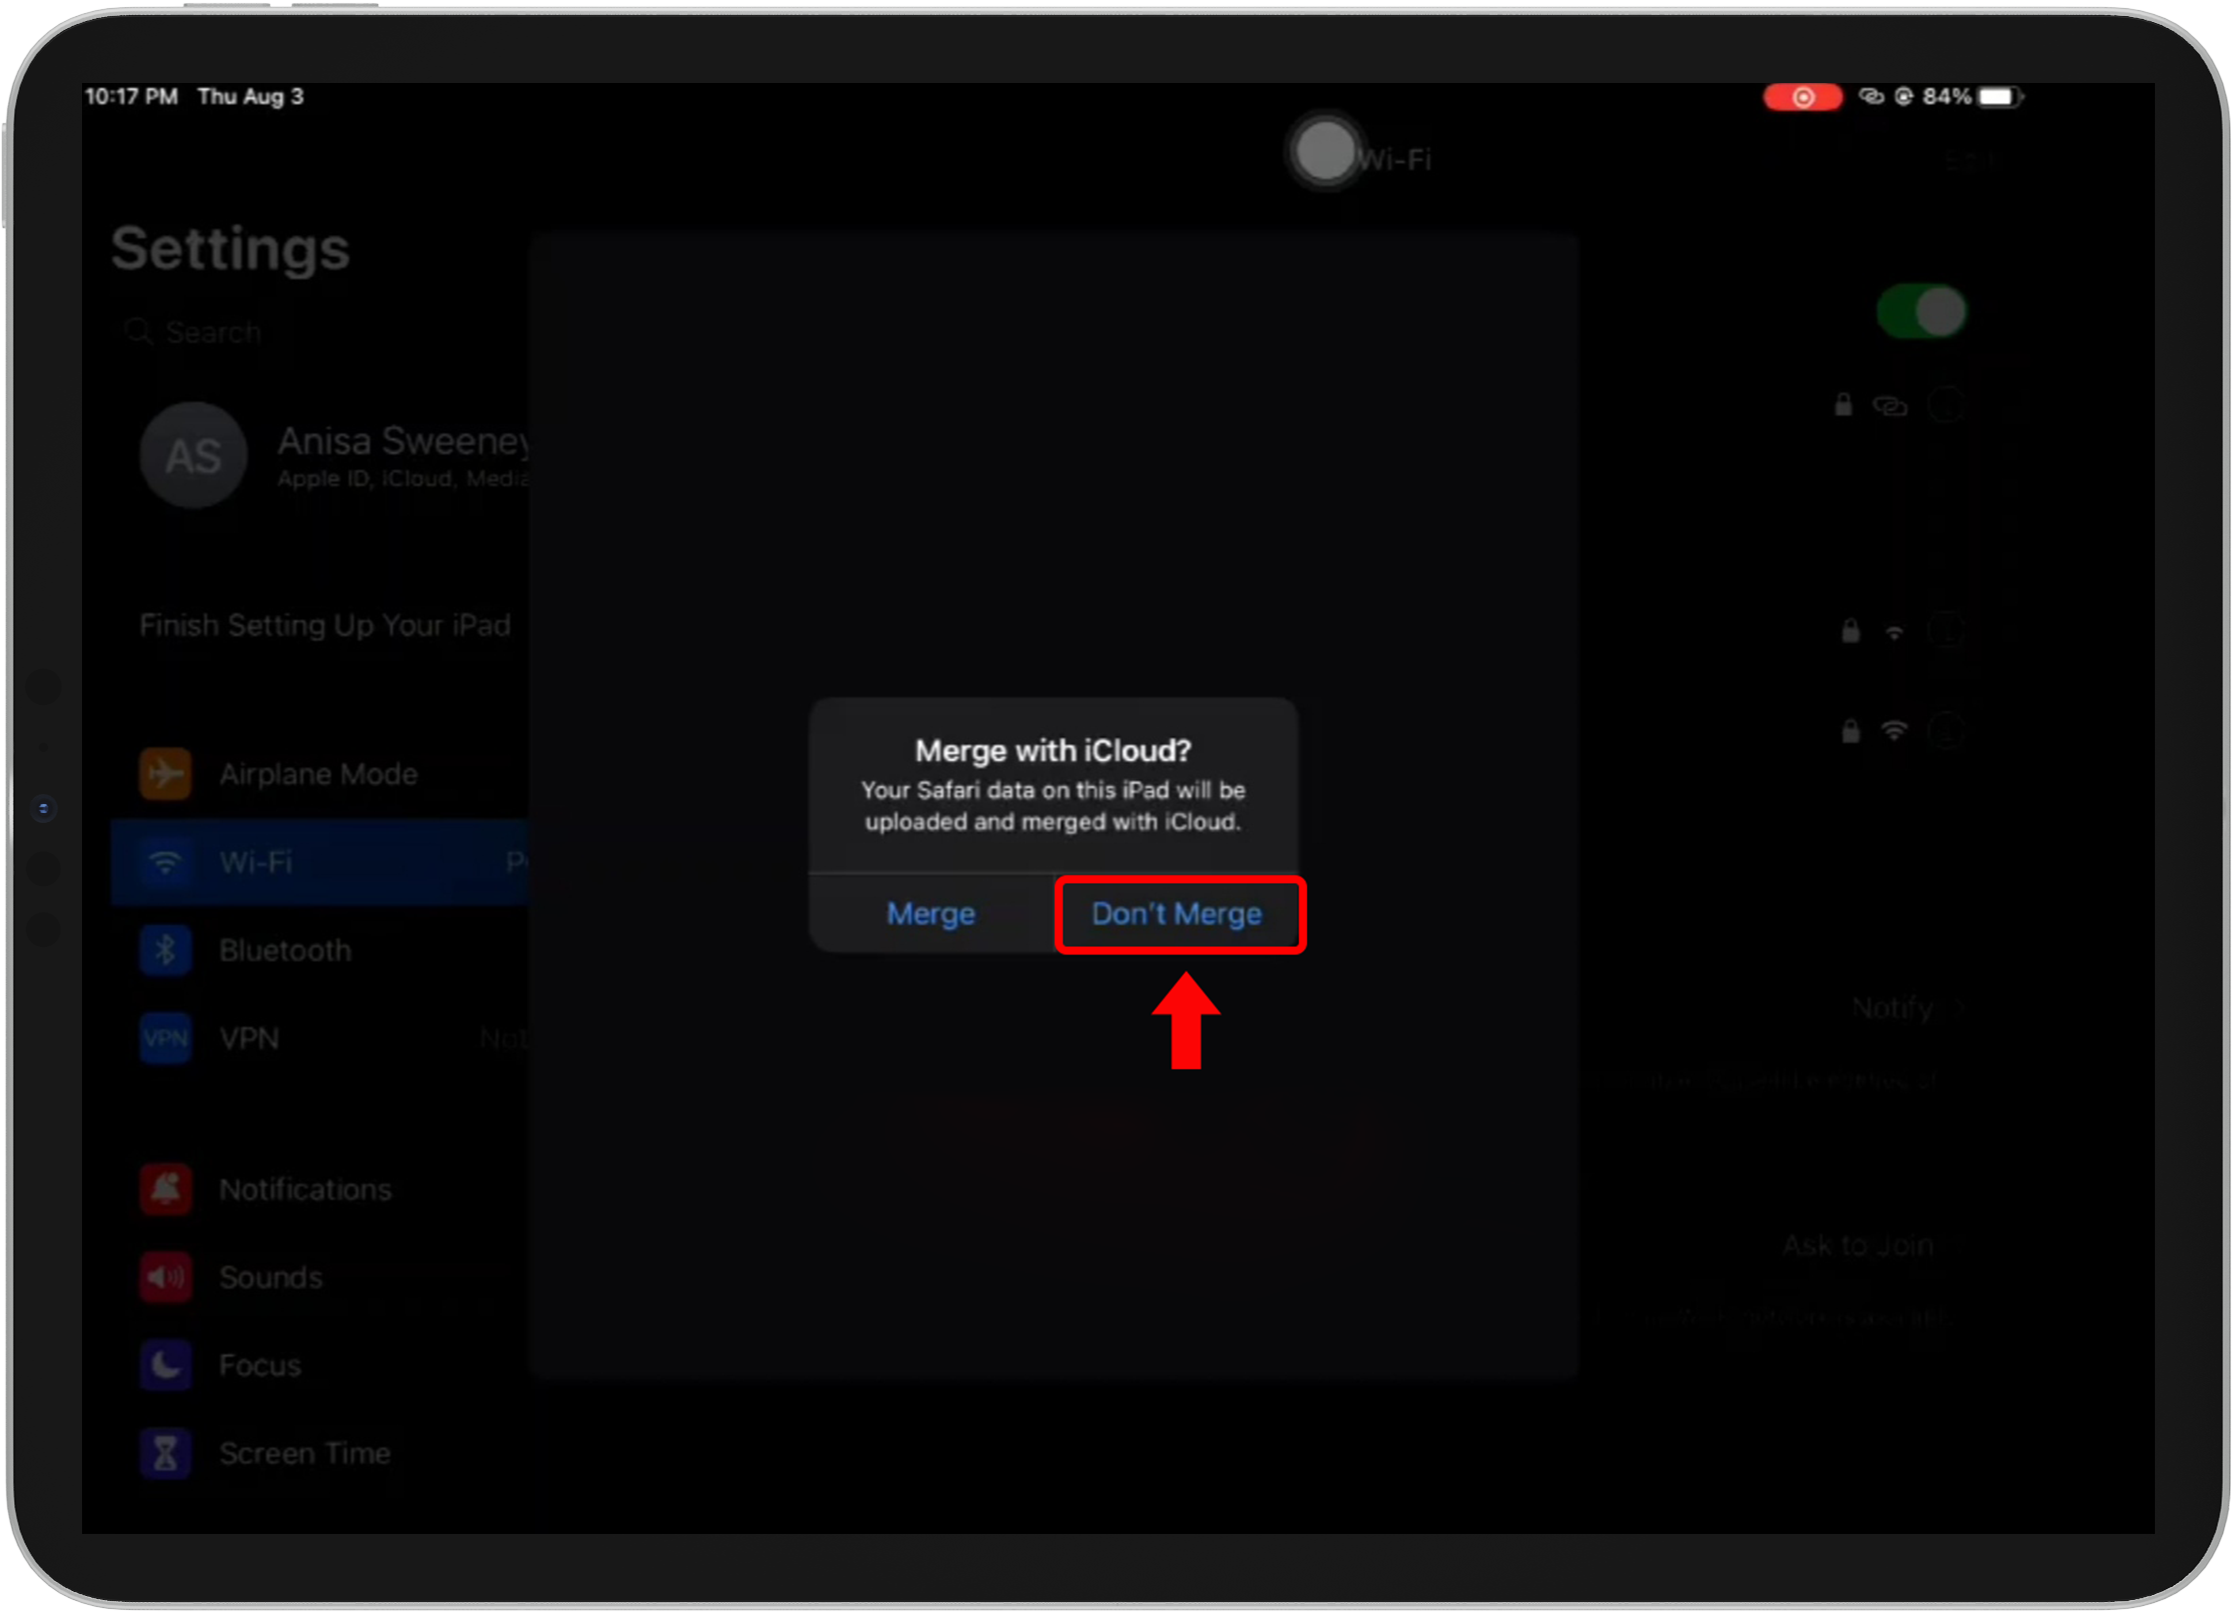 10:17 PM Thu Aug 3
84%
Wi-Fi
Settings
Search
AS
Anisa Sweeney
Apple ID, iCloud, Media
Finish Setting Up Your iPad
Airplane Mode
Wi-Fi
Bluetooth
VPN VPN
Notifications
Sounds
Focus
Screen Time
Merge with iCloud?
Your Safari data on this iPad will be
uploaded and merged with iCloud.
Merge
Don't Merge
Notify
Ask to Join